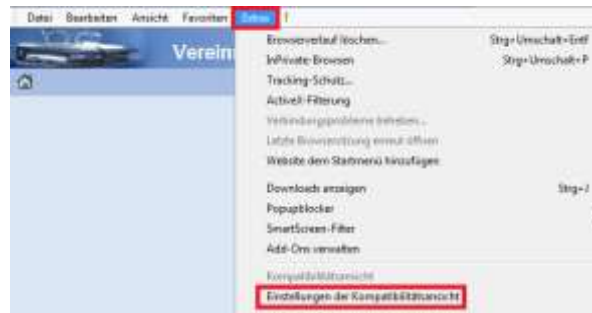 Datei Bearbeiten Ansicht Favoriten Extras ?
Verein
Browserverlauf löschen... Strg+Umschalt+Entf
InPrivate-Browsen Strg+Umschalt+P
Tracking-Schutz...
ActiveX-Filterung
Verbindungsprobleme beheben...
Letzte Browsersitzung erneut öffnen
Website dem Startmenü hinzufügen
Downloads anzeigen Strg+J
Popupblocker
SmartScreen-Filter
Add-Ons verwalten
Kompatibilitätsansicht
Einstellungen der Kompatibilitätsansicht